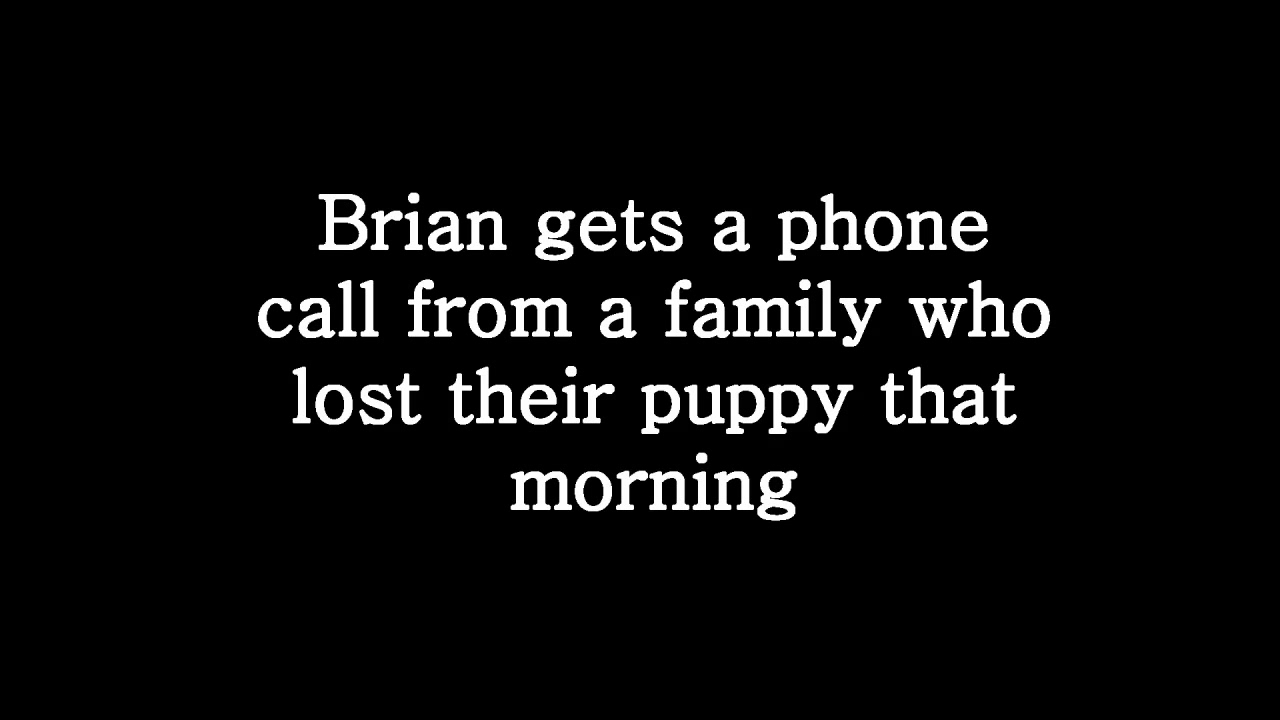 Brian gets a phone
call from a family who
lost their puppy that
morning